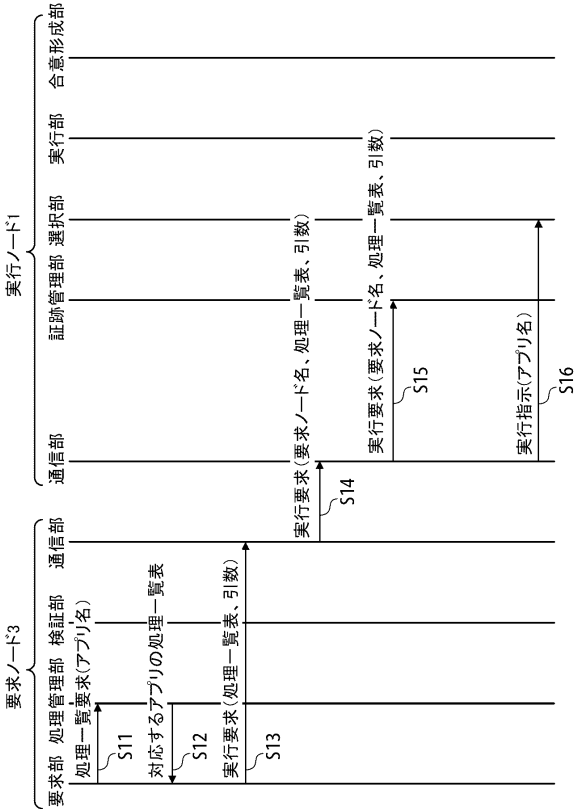 要求ノード3
実行ノード1
要求部
処理管理部
検証部
通信部
通信部
証跡管理部
選択部
実行部
合意形成部
処理一覧要求(アプリ名)
S11
対応するアプリの処理一覧表
S12
実行要求(処理一覧表、引数)
S13
実行要求(要求ノード名、処理一覧表、引数)
S14
実行要求(要求ノード名、処理一覧表、引数)
S15
実行指示(アプリ名)
S16